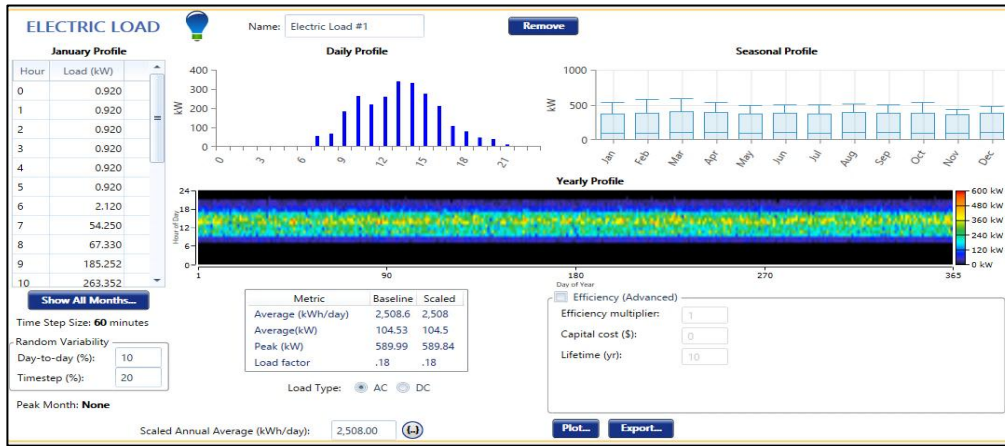 ELECTRIC LOAD
Name: Electric Load #1
Remove
January Profile
Hour Load (kW)
0 0.920
1 0.920
2 0.920
3 0.920
4 0.920
5 0.920
6 2.120
7 54.250
8 67.330
9 185.252
10 263.352
Show All Months...
Time Step Size: 60 minutes
Random Variability
Day-to-day (%): 10
Timestep (%): 20
Peak Month: None
Daily Profile
kW
400
300
200
100
0
0 3 6 9 12 15 18 21
Seasonal Profile
kW
1000
500
0
Jan Feb Mar Apr May Jun Jul Aug Sep Oct Nov Dec
Yearly Profile
Hour of Day
24
18
12
6
0
1 90 180 270 365
Day of Year
600 kW
480 kW
360 kW
240 kW
120 kW
0 kW
Metric Baseline Scaled
Average (kWh/day) 2,508.6 2,508
Average(kW) 104.53 104.5
Peak (kW) 589.99 589.84
Load factor .18 .18
Load Type: AC DC
Efficiency (Advanced)
Efficiency multiplier: 1
Capital cost ($): 0
Lifetime (yr): 10
Scaled Annual Average (kWh/day): 2,508.00 {..}
Plot... Export...